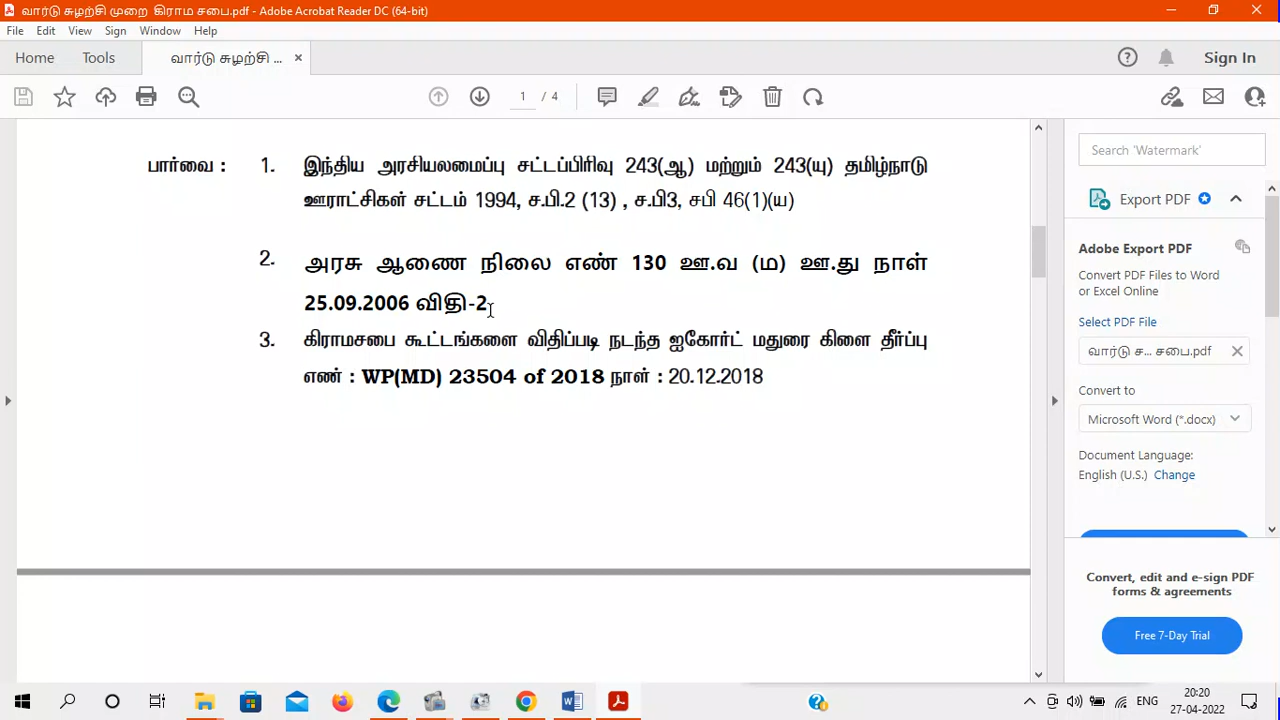 வார்டு சுழற்சி முறை கிராம சபை.pdf - Adobe Acrobat Reader DC (64-bit)
File Edit View Sign Window Help
Home Tools வார்டு சுழற்சி ... × Sign In
1 / 4
Search 'Watermark'
பார்வை : 1. இந்திய அரசியலமைப்பு சட்டப்பிரிவு 243(ஆ) மற்றும் 243(யு) தமிழ்நாடு
ஊராட்சிகள் சட்டம் 1994, ச.பி.2 (13) , ச.பி3, சபி 46(1)(ய)
2. அரசு ஆணை நிலை எண் 130 ஊ.வ (ம) ஊ.து நாள்
25.09.2006 விதி-2
3. கிராமசபை கூட்டங்களை விதிப்படி நடந்த ஐகோர்ட் மதுரை கிளை தீர்ப்பு
எண் : WP(MD) 23504 of 2018 நாள் : 20.12.2018
Export PDF
Adobe Export PDF
Convert PDF Files to Word
or Excel Online
Select PDF File
வார்டு சு... சபை.pdf
Convert to
Microsoft Word (*.docx)
Document Language:
English (U.S.) Change
Convert, edit and e-sign PDF
forms & agreements
Free 7-Day Trial
ENG
20:20
27-04-2022